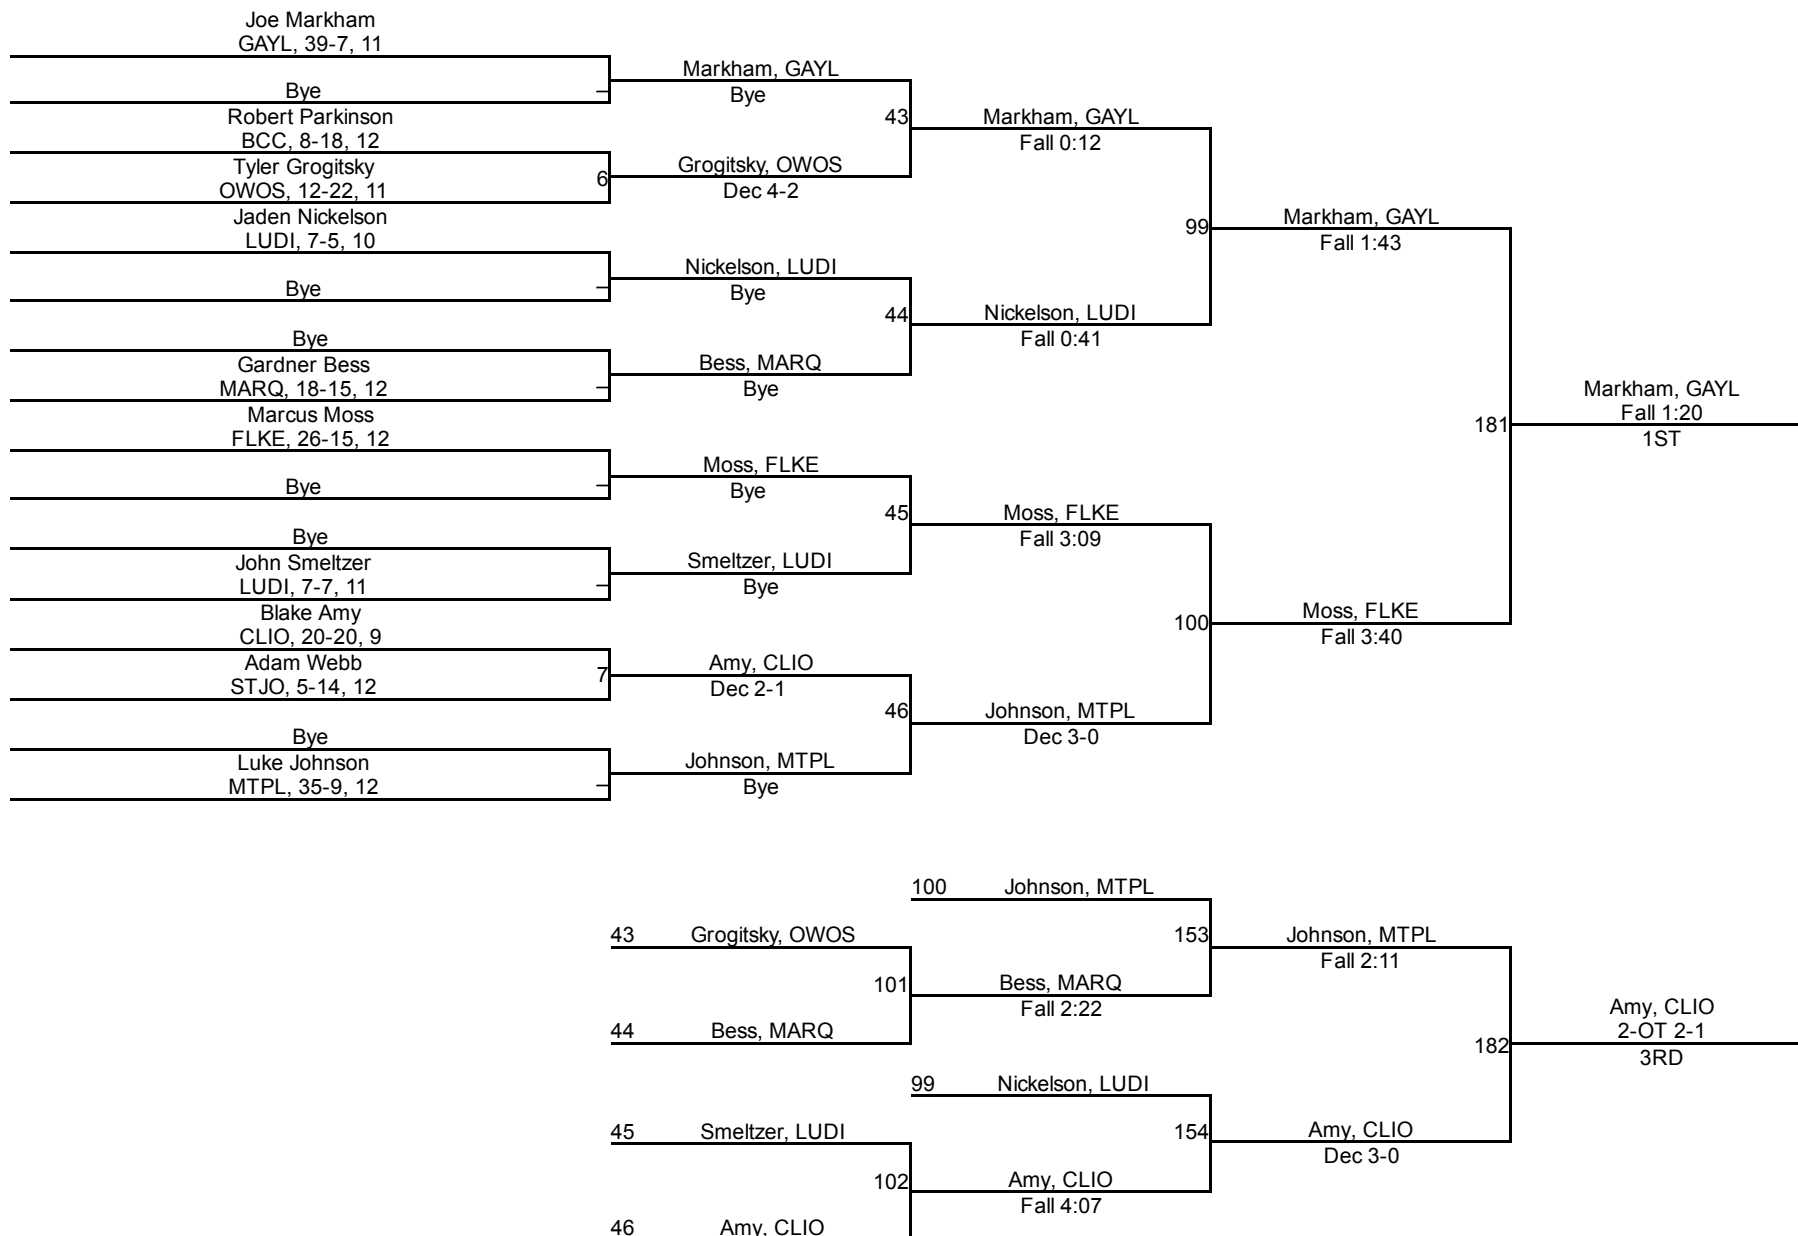 Joe Markham
GAYL, 39-7, 11
Bye
Robert Parkinson
BCC, 8-18, 12
Tyler Grogitsky
OWOS, 12-22, 11
6
Jaden Nickelson
LUDI, 7-5, 10
Bye
Bye
Gardner Bess
MARQ, 18-15, 12
Marcus Moss
FLKE, 26-15, 12
Bye
Bye
John Smeltzer
LUDI, 7-7, 11
Blake Amy
CLIO, 20-20, 9
Adam Webb
STJO, 5-14, 12
7
Bye
Luke Johnson
MTPL, 35-9, 12
Markham, GAYL
Bye
43
Grogitsky, OWOS
Dec 4-2
Nickelson, LUDI
Bye
44
Bess, MARQ
Bye
Moss, FLKE
Bye
45
Smeltzer, LUDI
Bye
Amy, CLIO
Dec 2-1
46
Johnson, MTPL
Bye
Markham, GAYL
Fall 0:12
99
Nickelson, LUDI
Fall 0:41
Moss, FLKE
Fall 3:09
100
Johnson, MTPL
Dec 3-0
Markham, GAYL
Fall 1:43
181
Moss, FLKE
Fall 3:40
Markham, GAYL
Fall 1:20
1ST
100 Johnson, MTPL
43 Grogitsky, OWOS
153
101
Bess, MARQ
Fall 2:22
44 Bess, MARQ
99 Nickelson, LUDI
45 Smeltzer, LUDI
154
102
Amy, CLIO
Fall 4:07
46 Amy, CLIO
Johnson, MTPL
Fall 2:11
182
Amy, CLIO
Dec 3-0
Amy, CLIO
2-OT 2-1
3RD